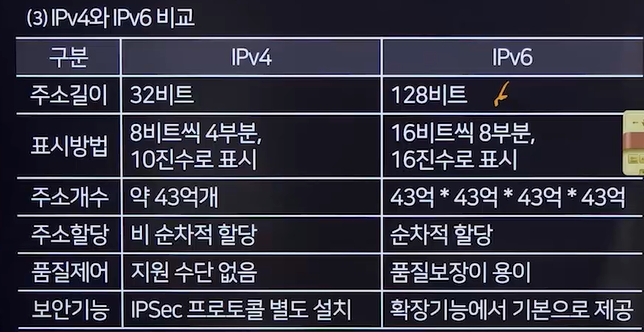 (3) IPv4와 IPv6 비교
구분 IPv4 IPv6
주소길이 32비트 128비트
표시방법 8비트씩 4부분, 16비트씩 8부분,
10진수로 표시 16진수로 표시
주소개수 약 43억개 43억 * 43억 * 43억 * 43억
주소할당 비 순차적 할당 순차적 할당
품질제어 지원 수단 없음 품질보장이 용이
보안기능 IPSec 프로토콜 별도 설치 확장기능에서 기본으로 제공